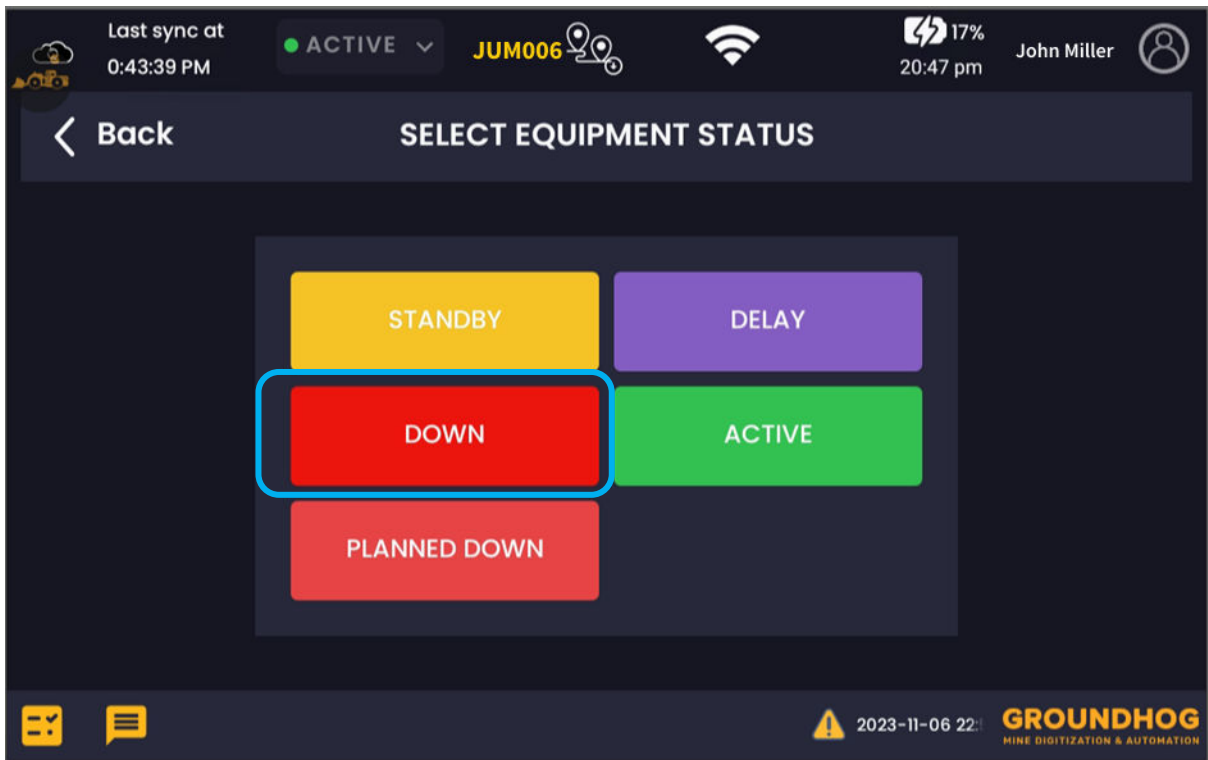 Last sync at
0:43:39 PM
ACTIVE
JUM006
17%
20:47 pm
John Miller
Back
SELECT EQUIPMENT STATUS
STANDBY
DELAY
DOWN
ACTIVE
PLANNED DOWN
2023-11-06 22:
GROUNDHOG
MINE DIGITIZATION & AUTOMATION